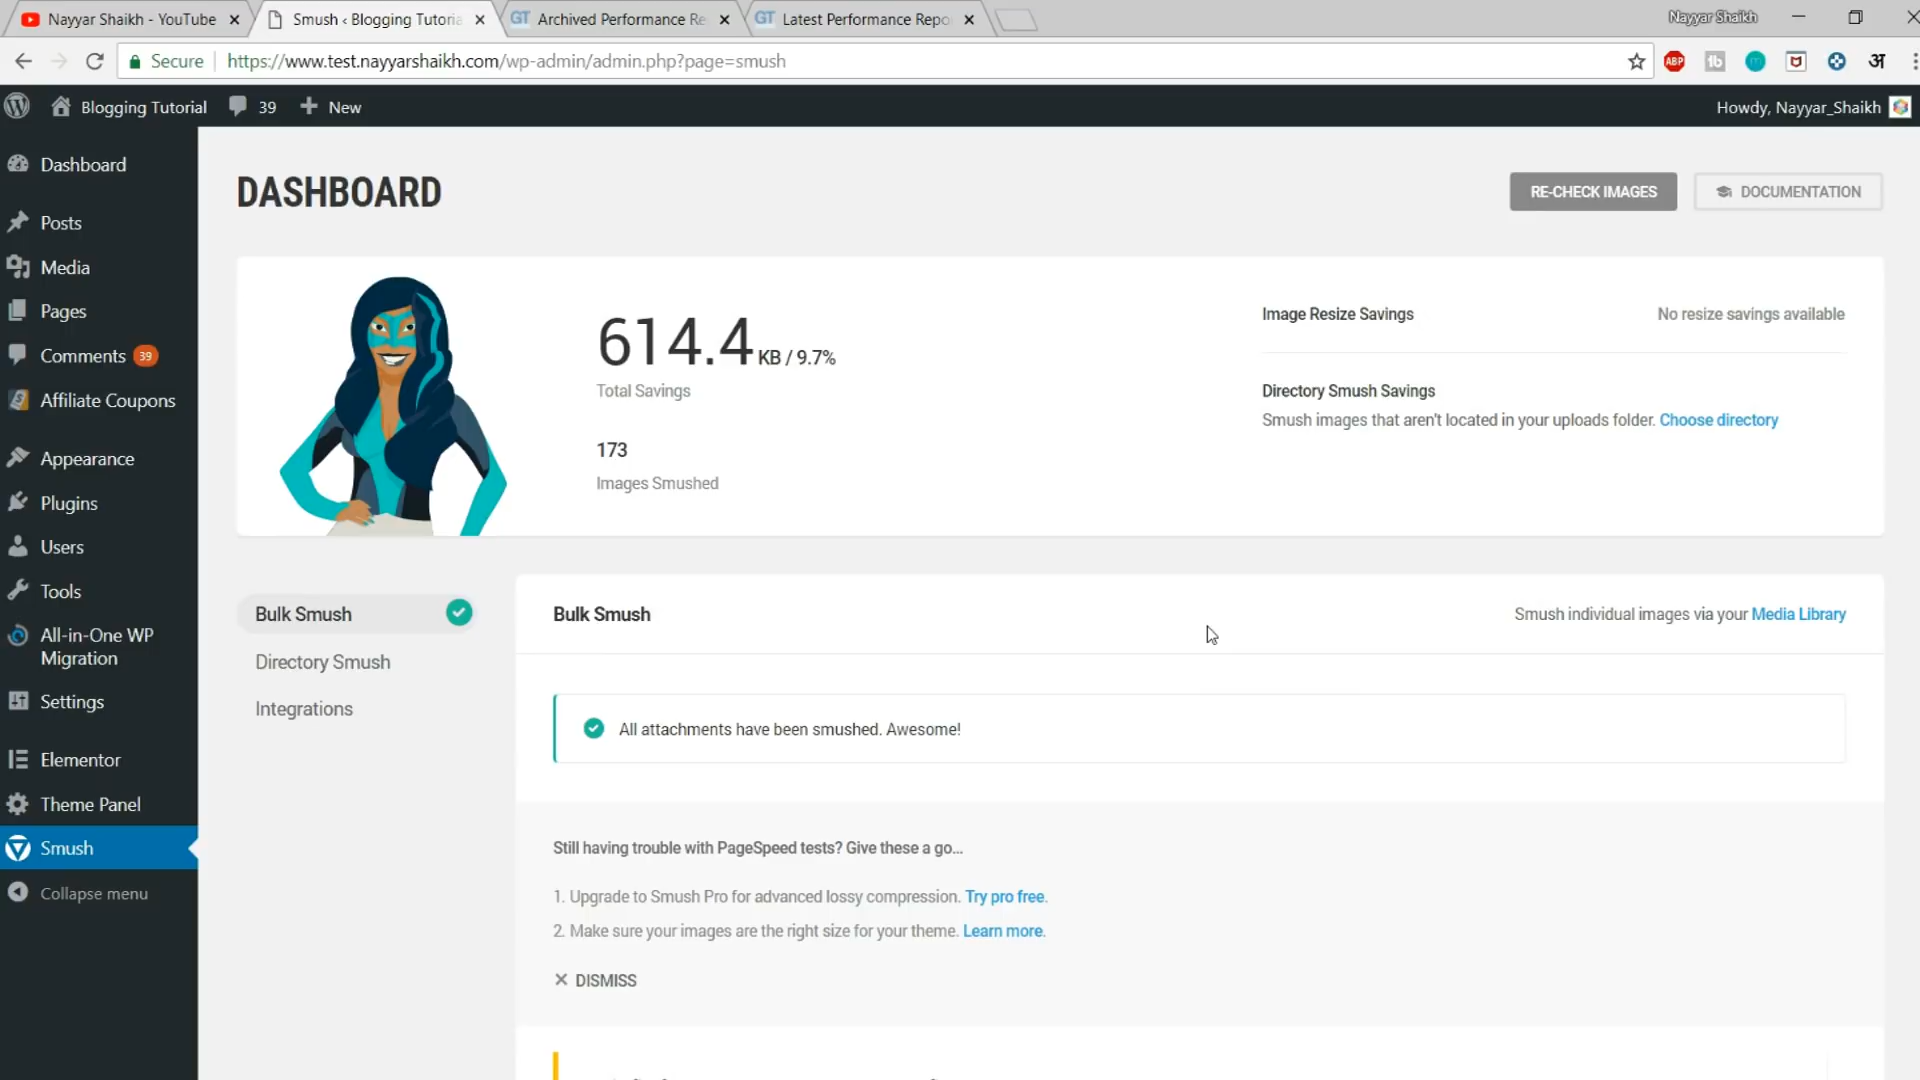 Nayyar Shaikh - YouTube
Smush ‹ Blogging Tutoria
GT Archived Performance Re
GT Latest Performance Repo
Nayyar Shaikh
Secure
https://www.test.nayyarshaikh.com/wp-admin/admin.php?page=smush
ABP
अ
Blogging Tutorial
39
New
Howdy, Nayyar_Shaikh
Dashboard
Posts
Media
Pages
Comments 39
Affiliate Coupons
Appearance
Plugins
Users
Tools
All-in-One WP
Migration
Settings
Elementor
Theme Panel
Smush
Collapse menu
DASHBOARD
RE-CHECK IMAGES
DOCUMENTATION
614.4 KB / 9.7%
Total Savings
173
Images Smushed
Image Resize Savings
No resize savings available
Directory Smush Savings
Smush images that aren't located in your uploads folder. Choose directory
Bulk Smush
Directory Smush
Integrations
Bulk Smush
Smush individual images via your Media Library
All attachments have been smushed. Awesome!
Still having trouble with PageSpeed tests? Give these a go...
1. Upgrade to Smush Pro for advanced lossy compression. Try pro free.
2. Make sure your images are the right size for your theme. Learn more.
DISMISS